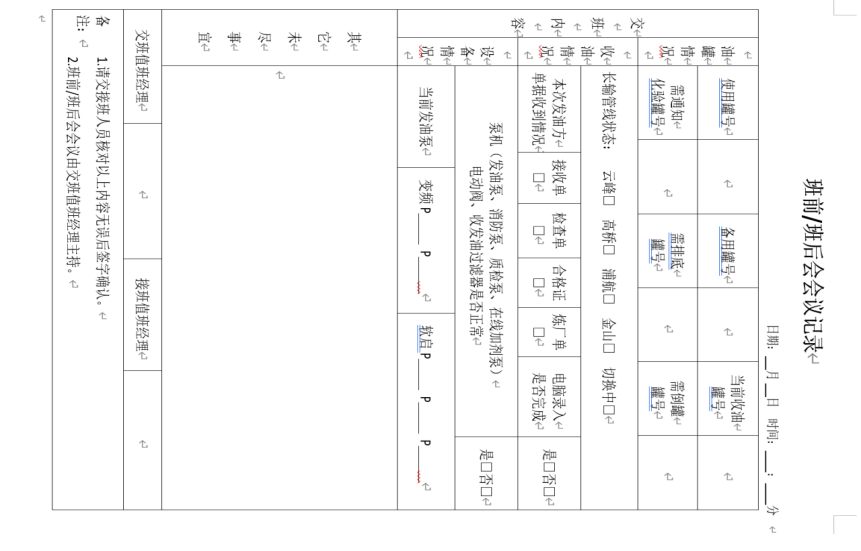 班前/班后会会议记录
日期: __月__日 时间: ___: ___分
交班内容
油罐情况
使用罐号
备用罐号
当前收油罐号
需通知化验罐号
需排底罐号
需倒罐罐号
收油情况
长输管线状态: 云峰□ 高桥□ 浦航□ 金山□ 切换中□
本次发油方单据收到情况
接收单□
检查单□
合格证□
炼厂单□
电脑录入是否完成
是□否□
设备情况
泵机（发油泵、消防泵、质检泵、在线加剂泵）
电动阀、收发油过滤器是否正常
是□否□
当前发油泵
变频 P___ P___
软启 P___ P___ P___
其它未尽事宜
交班值班经理
接班值班经理
备注:
1.请交接班人员核对以上内容无误后签字确认。
2.班前/班后会会议由交班值班经理主持。